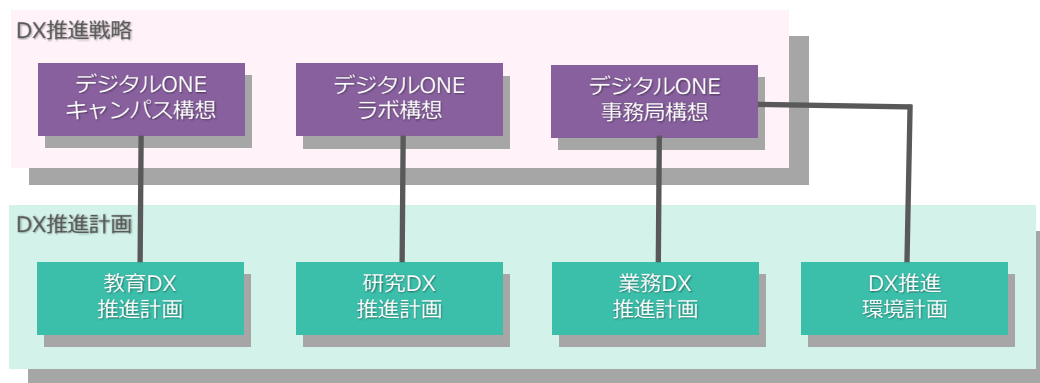 DX推進戦略
デジタルONE
キャンパス構想
デジタルONE
ラボ構想
デジタルONE
事務局構想
DX推進計画
教育DX
推進計画
研究DX
推進計画
業務DX
推進計画
DX推進
環境計画